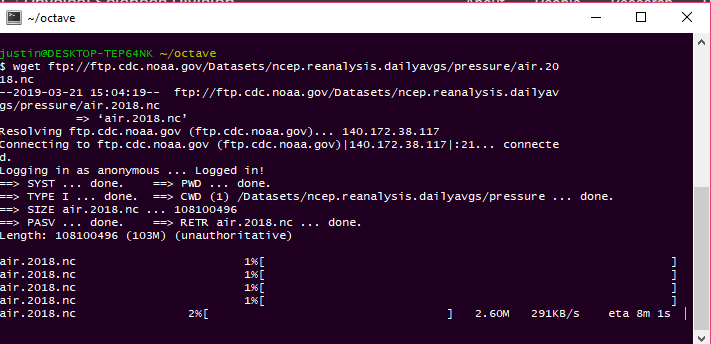 ~/octave
justin@DESKTOP-TEP64NK ~/octave
$ wget ftp://ftp.cdc.noaa.gov/Datasets/ncep.reanalysis.dailyavgs/pressure/air.20
18.nc
--2019-03-21 15:04:19--  ftp://ftp.cdc.noaa.gov/Datasets/ncep.reanalysis.dailyav
gs/pressure/air.2018.nc
           => ‘air.2018.nc’
Resolving ftp.cdc.noaa.gov (ftp.cdc.noaa.gov)... 140.172.38.117
Connecting to ftp.cdc.noaa.gov (ftp.cdc.noaa.gov)|140.172.38.117|:21... connecte
d.
Logging in as anonymous ... Logged in!
==> SYST ... done.    ==> PWD ... done.
==> TYPE I ... done.  ==> CWD (1) /Datasets/ncep.reanalysis.dailyavgs/pressure ... done.
==> SIZE air.2018.nc ... 108100496
==> PASV ... done.    ==> RETR air.2018.nc ... done.
Length: 108100496 (103M) (unauthoritative)
air.2018.nc                         1%[                                                            ]
air.2018.nc                         1%[                                                            ]
air.2018.nc                         1%[                                                            ]
air.2018.nc                         1%[                                                            ]
air.2018.nc                 2%[                                   ]   2.60M   291KB/s    eta 8m 1s